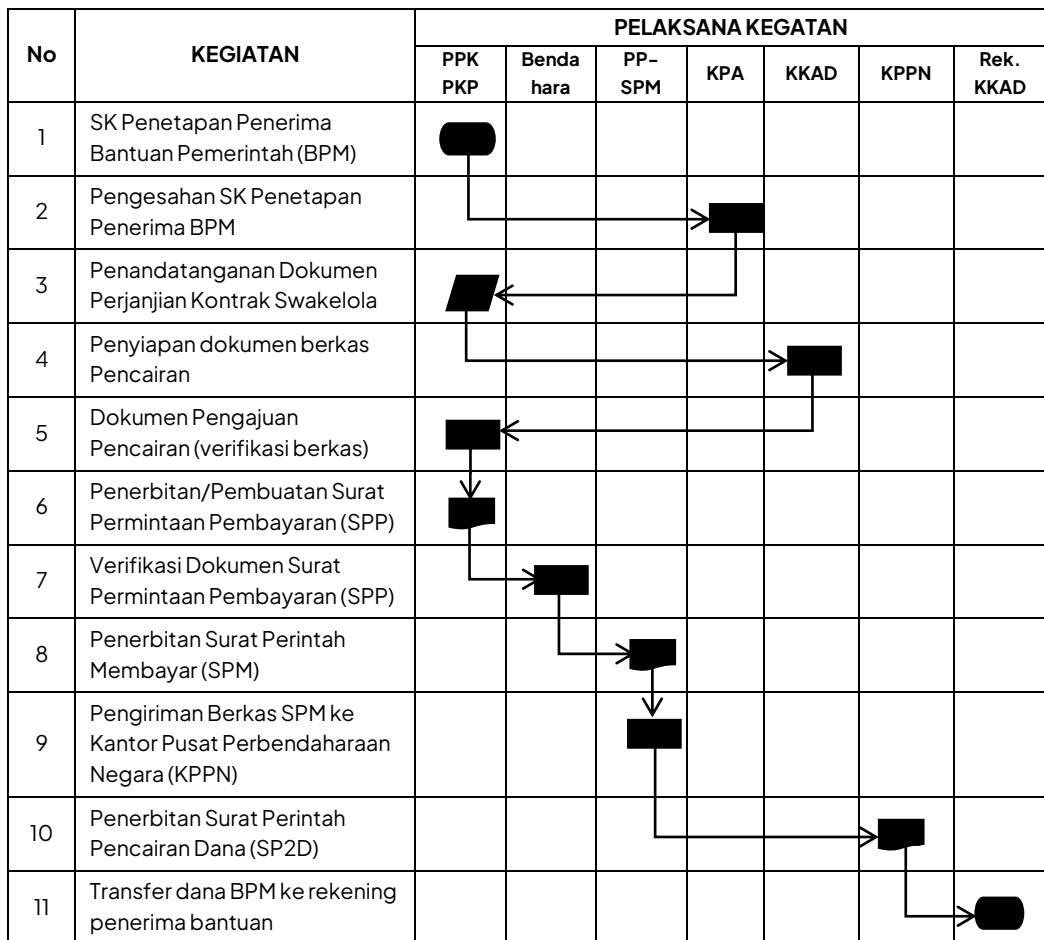 No
KEGIATAN
PELAKSANA KEGATAN
PPK PKP
Benda hara
PP-SPM
KPA
KKAD
KPPN
Rek. KKAD
1
SK Penetapan Penerima
Bantuan Pemerintah (BPM)
2
Pengesahan SK Penetapan
Penerima BPM
3
Penandatanganan Dokumen
Perjanjian Kontrak Swakelola
4
Penyiapan dokumen berkas
Pencairan
5
Dokumen Pengajuan
Pencairan (verifikasi berkas)
6
Penerbitan/Pembuatan Surat
Permintaan Pembayaran (SPP)
7
Verifikasi Dokumen Surat
Permintaan Pembayaran (SPP)
8
Penerbitan Surat Perintah
Membayar (SPM)
9
Pengiriman Berkas SPM ke
Kantor Pusat Perbendaharaan
Negara (KPPN)
10
Penerbitan Surat Perintah
Pencairan Dana (SP2D)
11
Transfer dana BPM ke rekening
penerima bantuan